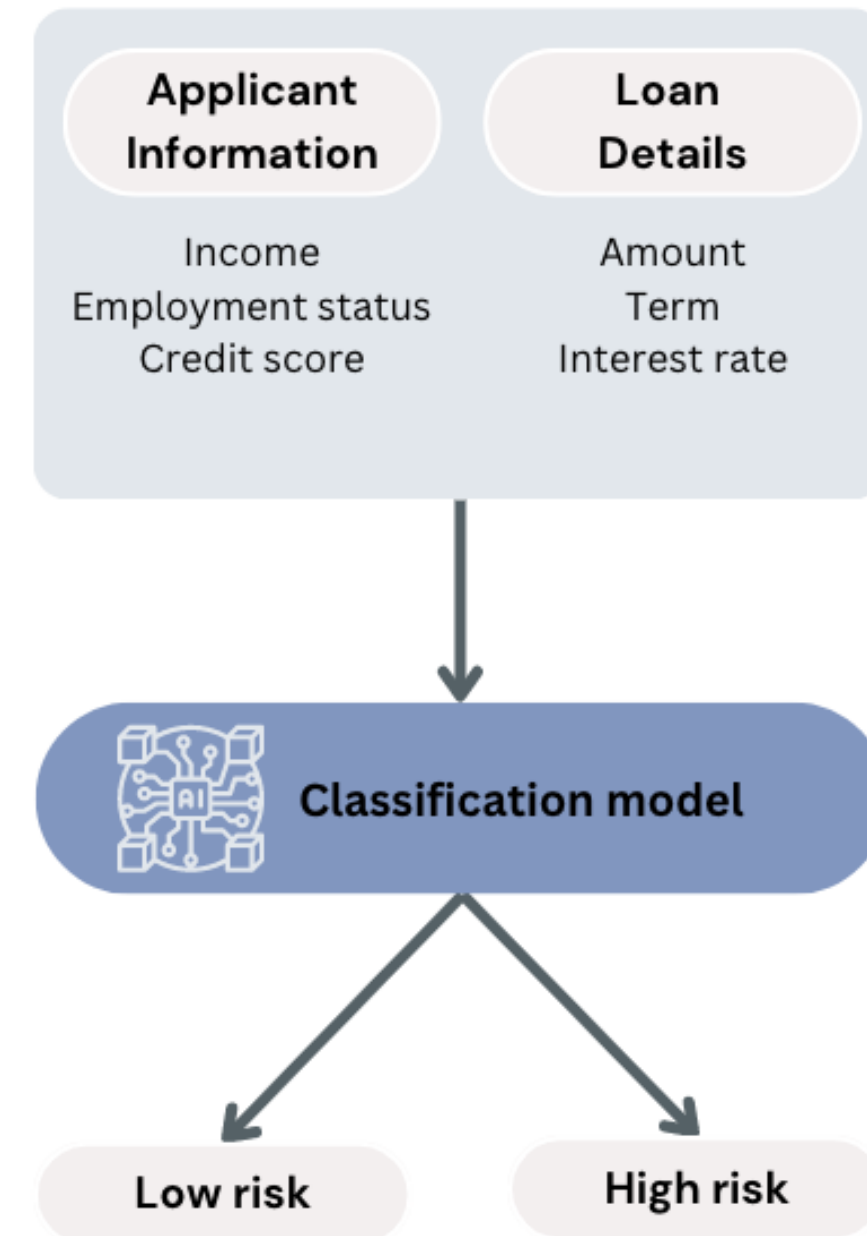 Applicant
Information
Loan
Details
Income
Employment status
Credit score
Amount
Term
Interest rate
AI
Classification model
Low risk
High risk